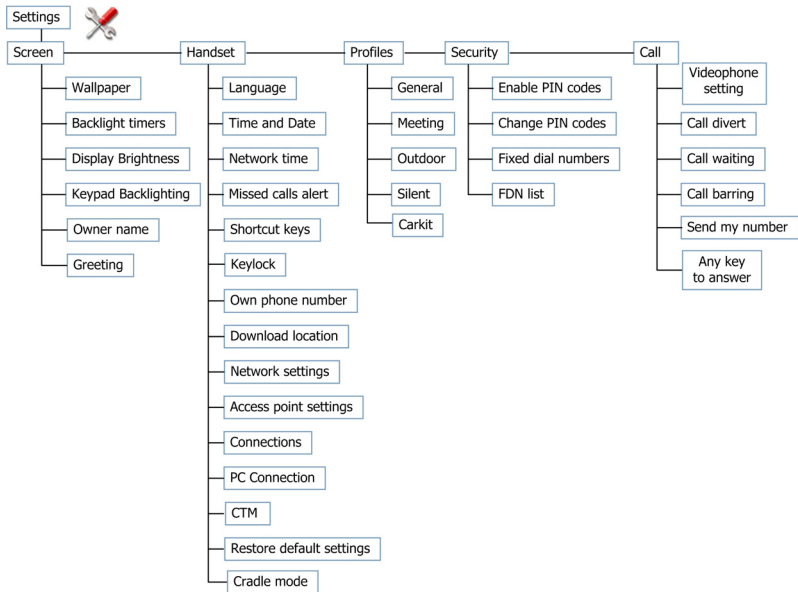 Settings
Screen
Handset
Profiles
Security
Call
Wallpaper
Backlight timers
Display Brightness
Keypad Backlighting
Owner name
Greeting
Language
Time and Date
Network time
Missed calls alert
Shortcut keys
Keylock
Own phone number
Download location
Network settings
Access point settings
Connections
PC Connection
CTM
Restore default settings
Cradle mode
General
Meeting
Outdoor
Silent
Carkit
Enable PIN codes
Change PIN codes
Fixed dial numbers
FDN list
Videophone
setting
Call divert
Call waiting
Call barring
Send my number
Any key
to answer